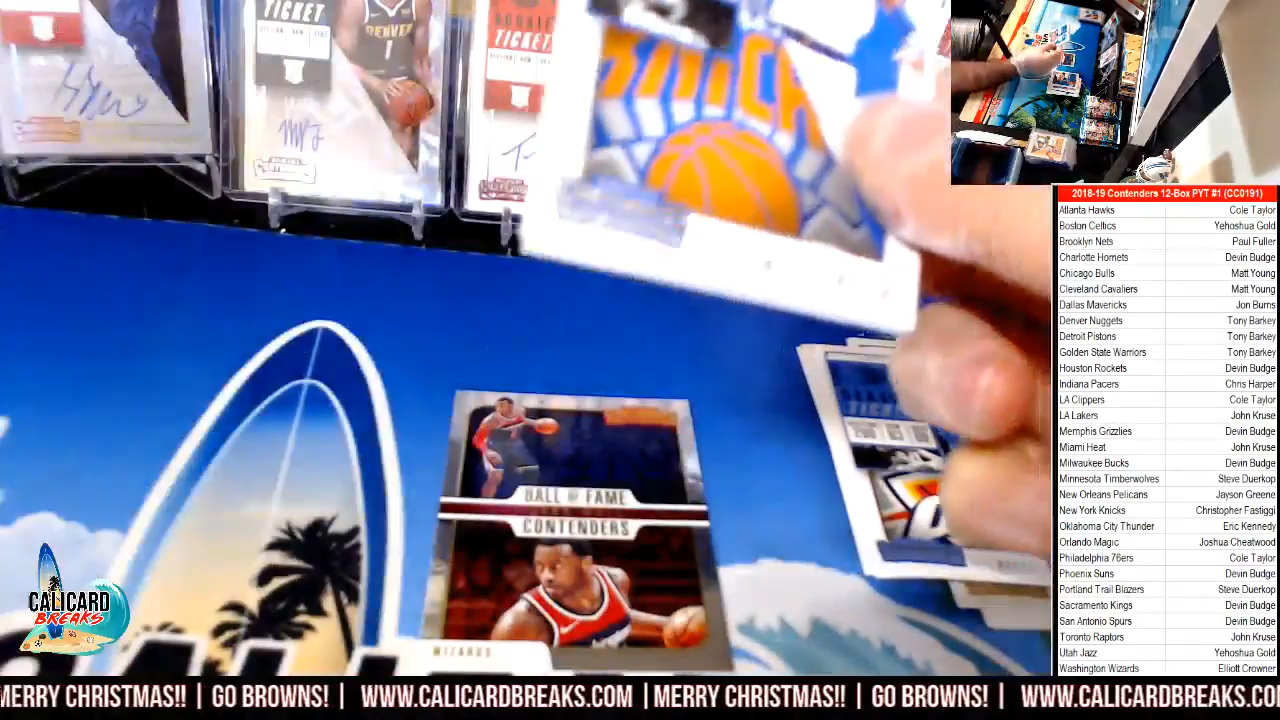 TICKET
DENVER
1
ROOKIE
TICKET
TICKET
HALL OF FAME
CONTENDERS
WIZARDS
CALICARD
BREAKS
2018-19 Contenders 12-Box PYT #1 (CC0191)
Atlanta Hawks Cole Taylor
Boston Celtics Yehoshua Gold
Brooklyn Nets Paul Fuller
Charlotte Hornets Devin Budge
Chicago Bulls Matt Young
Cleveland Cavaliers Matt Young
Dallas Mavericks Jon Burns
Denver Nuggets Tony Barkey
Detroit Pistons Tony Barkey
Golden State Warriors Tony Barkey
Houston Rockets Devin Budge
Indiana Pacers Chris Harper
LA Clippers Cole Taylor
LA Lakers John Kruse
Memphis Grizzlies Devin Budge
Miami Heat John Kruse
Milwaukee Bucks Devin Budge
Minnesota Timberwolves Steve Duerkop
New Orleans Pelicans Jayson Greene
New York Knicks Christopher Fastiggi
Oklahoma City Thunder Eric Kennedy
Orlando Magic Joshua Cheatwood
Philadelphia 76ers Cole Taylor
Phoenix Suns Devin Budge
Portland Trail Blazers Steve Duerkop
Sacramento Kings Devin Budge
San Antonio Spurs Devin Budge
Toronto Raptors John Kruse
Utah Jazz Yehoshua Gold
Washington Wizards Elliott Crowner
MERRY CHRISTMAS!! | GO BROWNS! | WWW.CALICARDBREAKS.COM | MERRY CHRISTMAS!! | GO BROWNS! | WWW.CALICARDBREAKS.CO